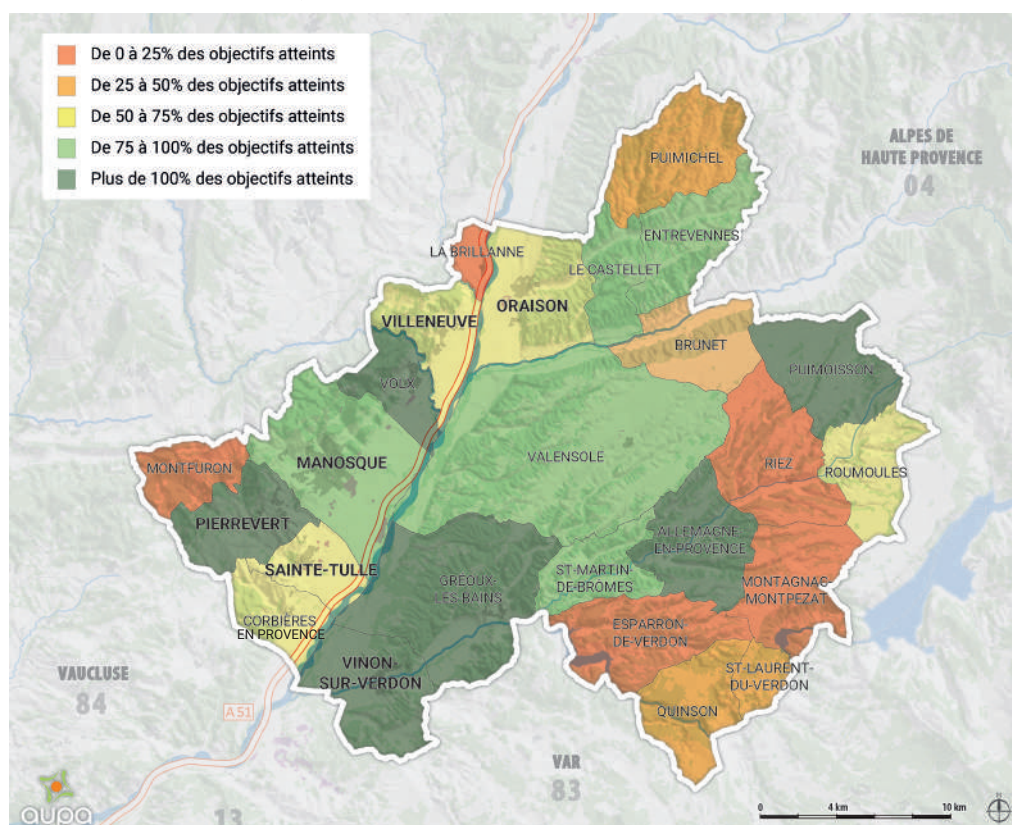 De 0 à 25% des objectifs atteints
De 25 à 50% des objectifs atteints
De 50 à 75% des objectifs atteints
De 75 à 100% des objectifs atteints
Plus de 100% des objectifs atteints
ALPES DE
HAUTE PROVENCE
04
PUIMICHEL
ENTREVENNES
LA BRILLANNE
LE CASTELLET
ORAISON
VILLENEUVE
BRUNET
PUIMOISSON
VOLX
VALENSOLE
MANOSQUE
MONTFURON
RIEZ
ROUMOULES
PIERREVERT
ALLEMAGNE-
EN-PROVENCE
SAINTE-TULLE
GRÉOUX-
LES-BAINS
ST-MARTIN-
DE-BROMES
MONTAGNAC-
MONTPEZAT
CORBIÈRES
EN PROVENCE
ESPARRON-
DE-VERDON
VINON-
SUR-VERDON
ST-LAURENT-
DU-VERDON
VAUCLUSE
84
QUINSON
A 51
VAR
83
aupa
13
0 4 km 10 km
N